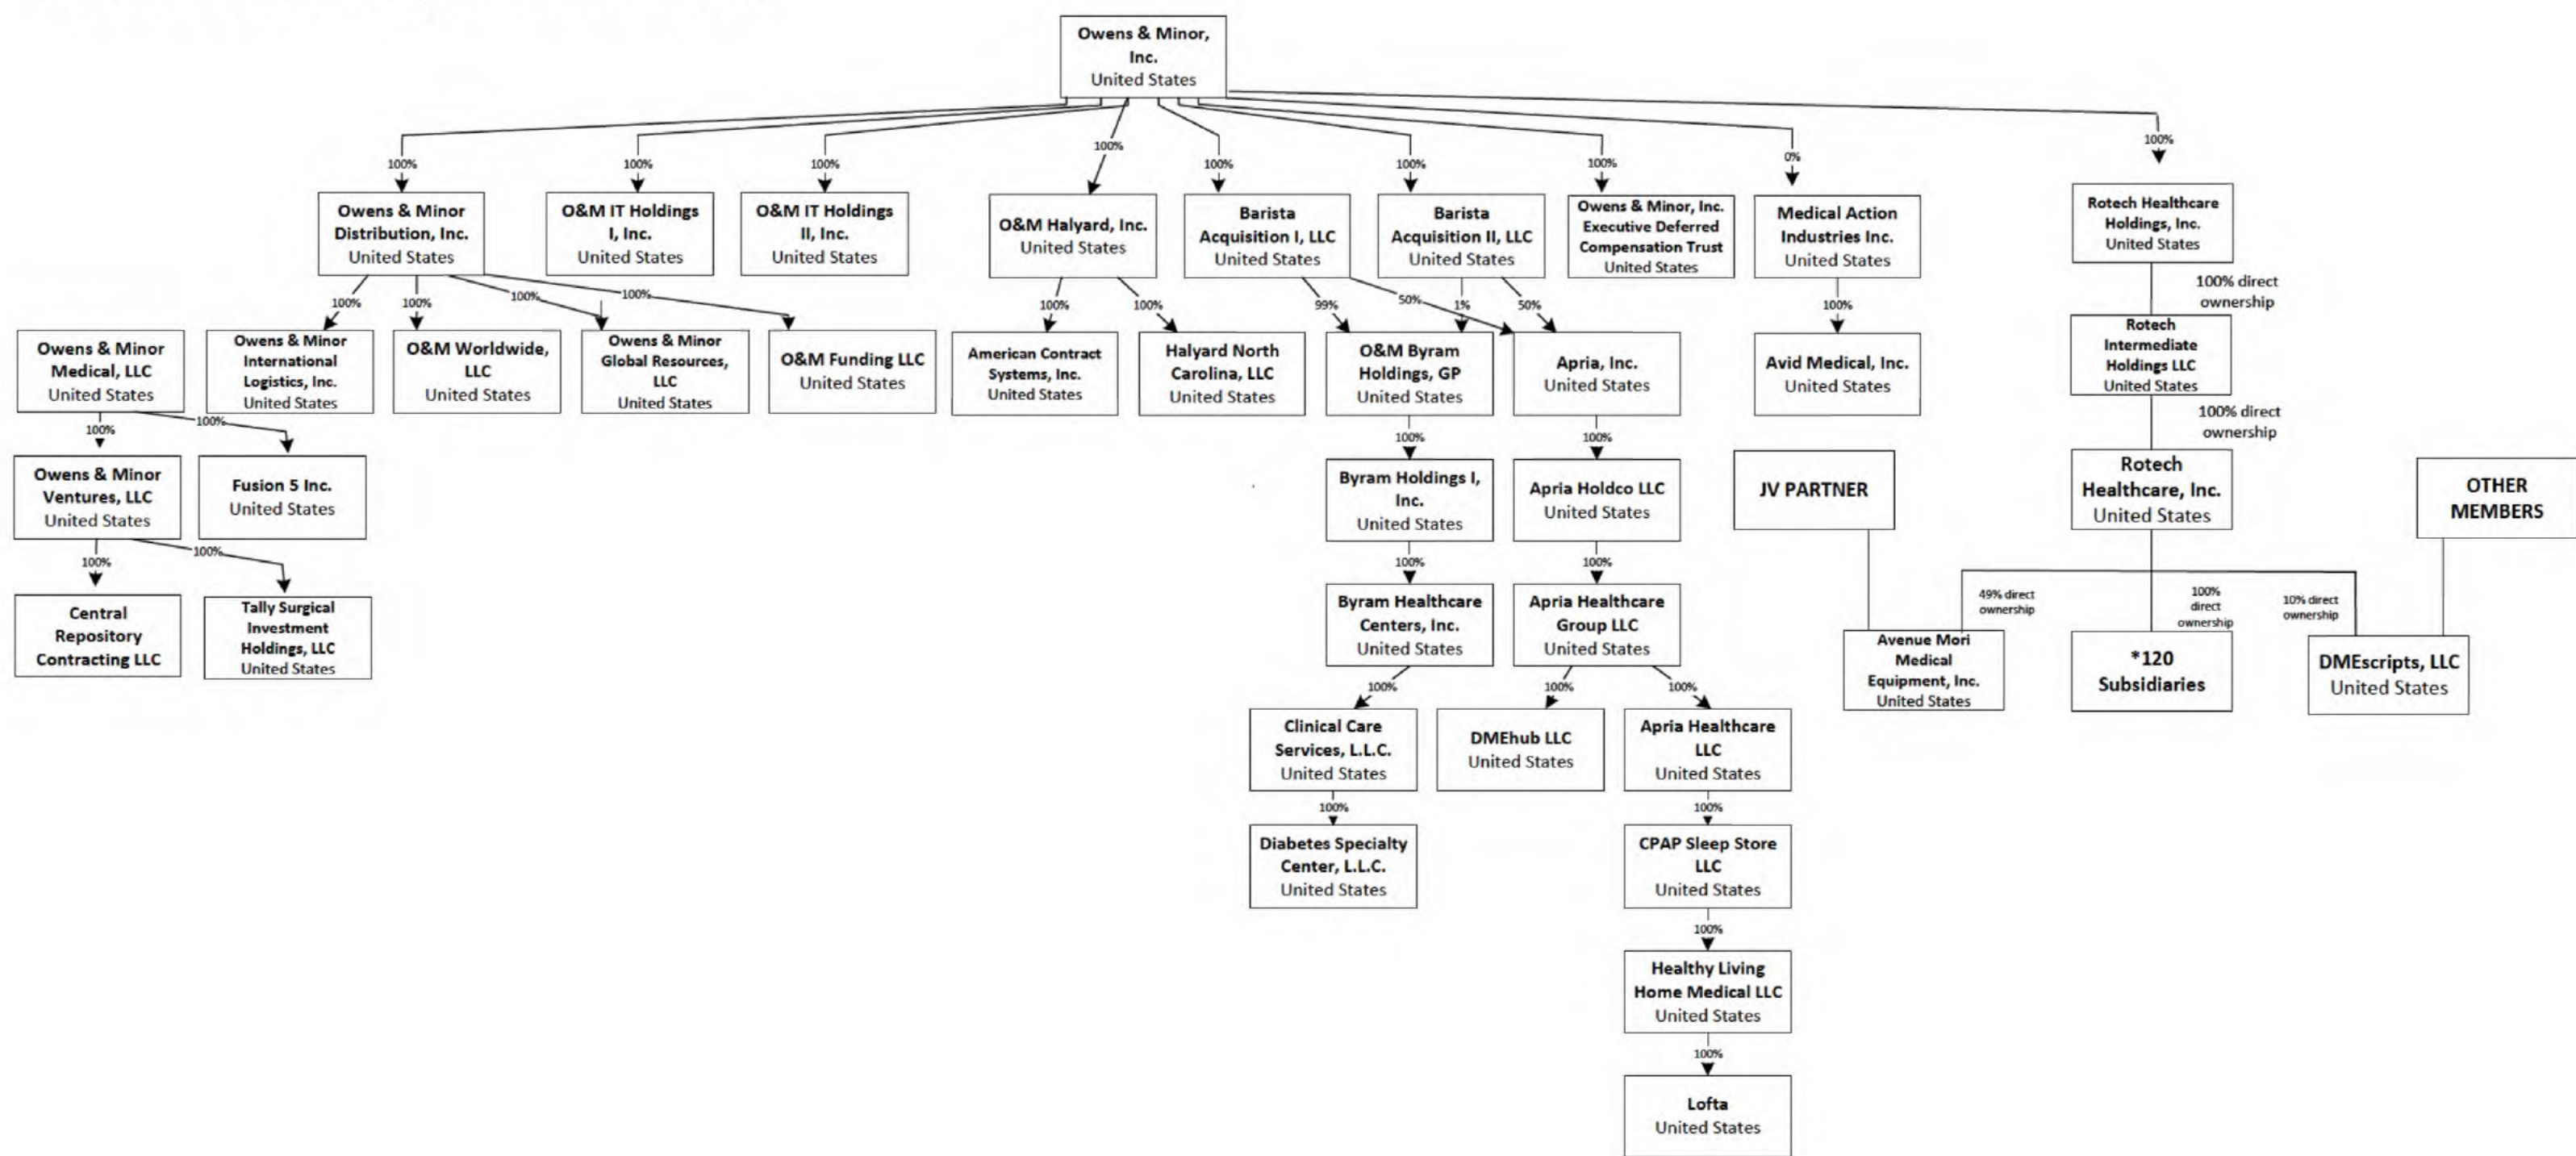 Owens & Minor,
Inc.
United States
100%
100%
100%
100%
100%
100%
100%
0%
100%
Owens & Minor
Distribution, Inc.
United States
O&M IT Holdings
I, Inc.
United States
O&M IT Holdings
II, Inc.
United States
O&M Halyard, Inc.
United States
Barista
Acquisition I, LLC
United States
Barista
Acquisition II, LLC
United States
Owens & Minor, Inc.
Executive Deferred
Compensation Trust
United States
Medical Action
Industries Inc.
United States
Rotech Healthcare
Holdings, Inc.
United States
100%
100%
100%
100%
100%
100%
99%
50%
1%
50%
100%
100% direct
ownership
Owens & Minor
Medical, LLC
United States
Owens & Minor
International
Logistics, Inc.
United States
O&M Worldwide,
LLC
United States
Owens & Minor
Global Resources,
LLC
United States
O&M Funding LLC
United States
American Contract
Systems, Inc.
United States
Halyard North
Carolina, LLC
United States
O&M Byram
Holdings, GP
United States
Apria, Inc.
United States
Avid Medical, Inc.
United States
Rotech
Intermediate
Holdings LLC
United States
100%
100%
100%
100%
100% direct
ownership
Owens & Minor
Ventures, LLC
United States
Fusion 5 Inc.
United States
Byram Holdings I,
Inc.
United States
Apria Holdco LLC
United States
JV PARTNER
Rotech
Healthcare, Inc.
United States
OTHER
MEMBERS
100%
100%
100%
100%
49% direct
ownership
100%
direct
ownership
10% direct
ownership
Central
Repository
Contracting LLC
Tally Surgical
Investment
Holdings, LLC
United States
Byram Healthcare
Centers, Inc.
United States
Apria Healthcare
Group LLC
United States
Avenue Mori
Medical
Equipment, Inc.
United States
*120
Subsidiaries
DMEscripts, LLC
United States
100%
100%
100%
Clinical Care
Services, L.L.C.
United States
DMEhub LLC
United States
Apria Healthcare
LLC
United States
100%
100%
Diabetes Specialty
Center, L.L.C.
United States
CPAP Sleep Store
LLC
United States
100%
Healthy Living
Home Medical LLC
United States
100%
Lofta
United States